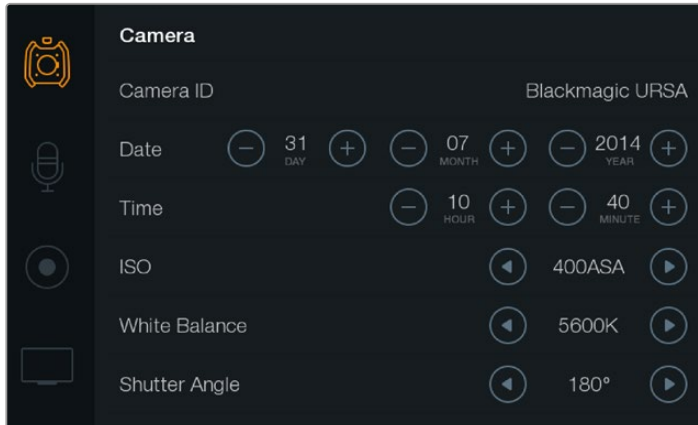 Camera
Camera ID Blackmagic URSA
Date 31 DAY 07 MONTH 2014 YEAR
Time 10 HOUR 40 MINUTE
ISO 400ASA
White Balance 5600K
Shutter Angle 180°